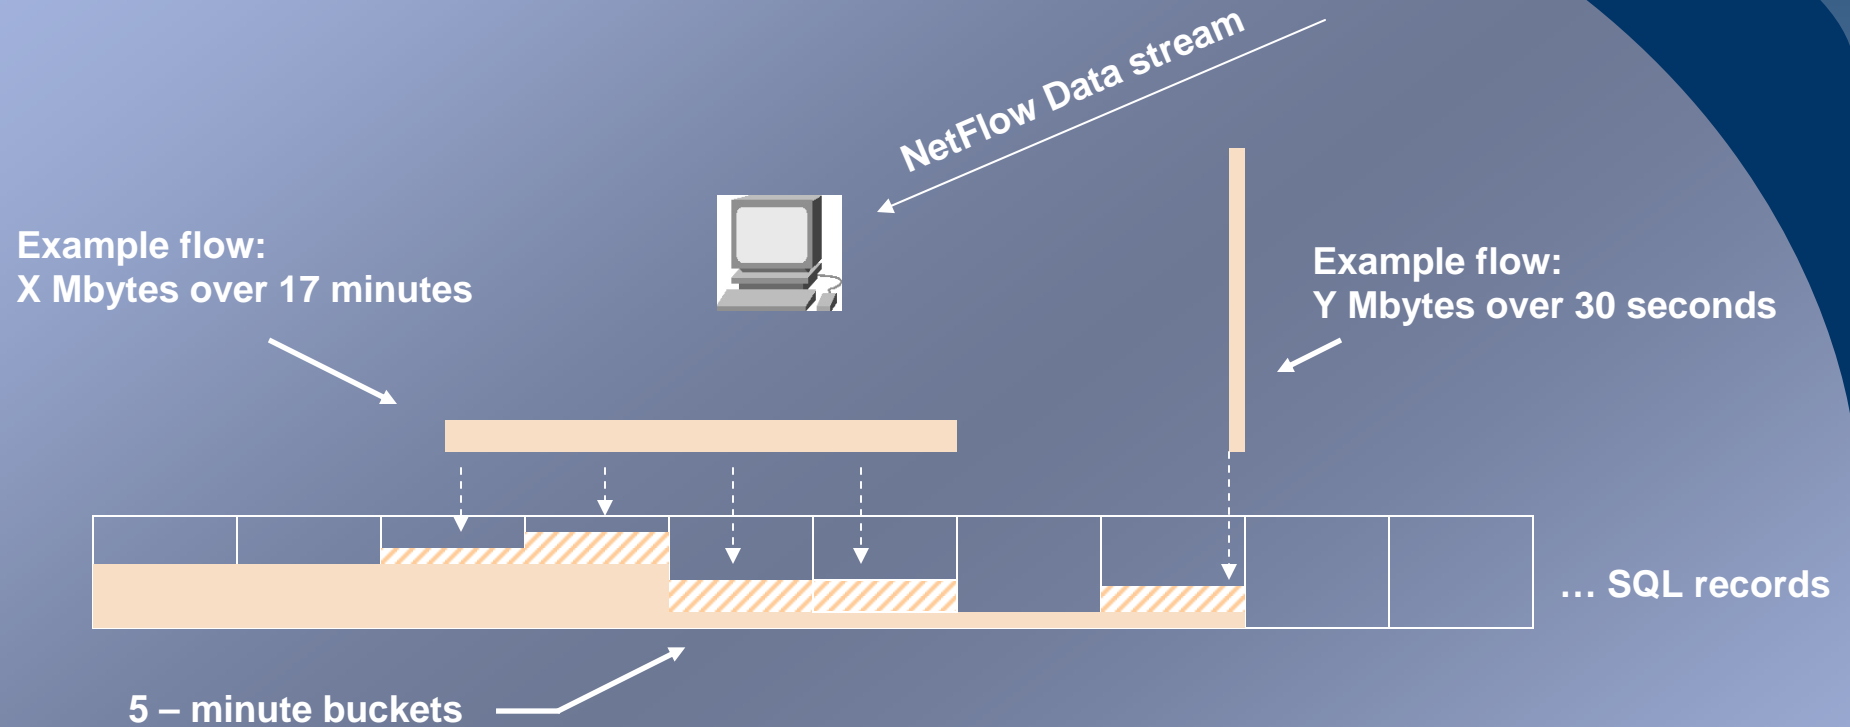 NetFlow Data stream
Example flow:
X Mbytes over 17 minutes
Example flow:
Y Mbytes over 30 seconds
… SQL records
5 – minute buckets